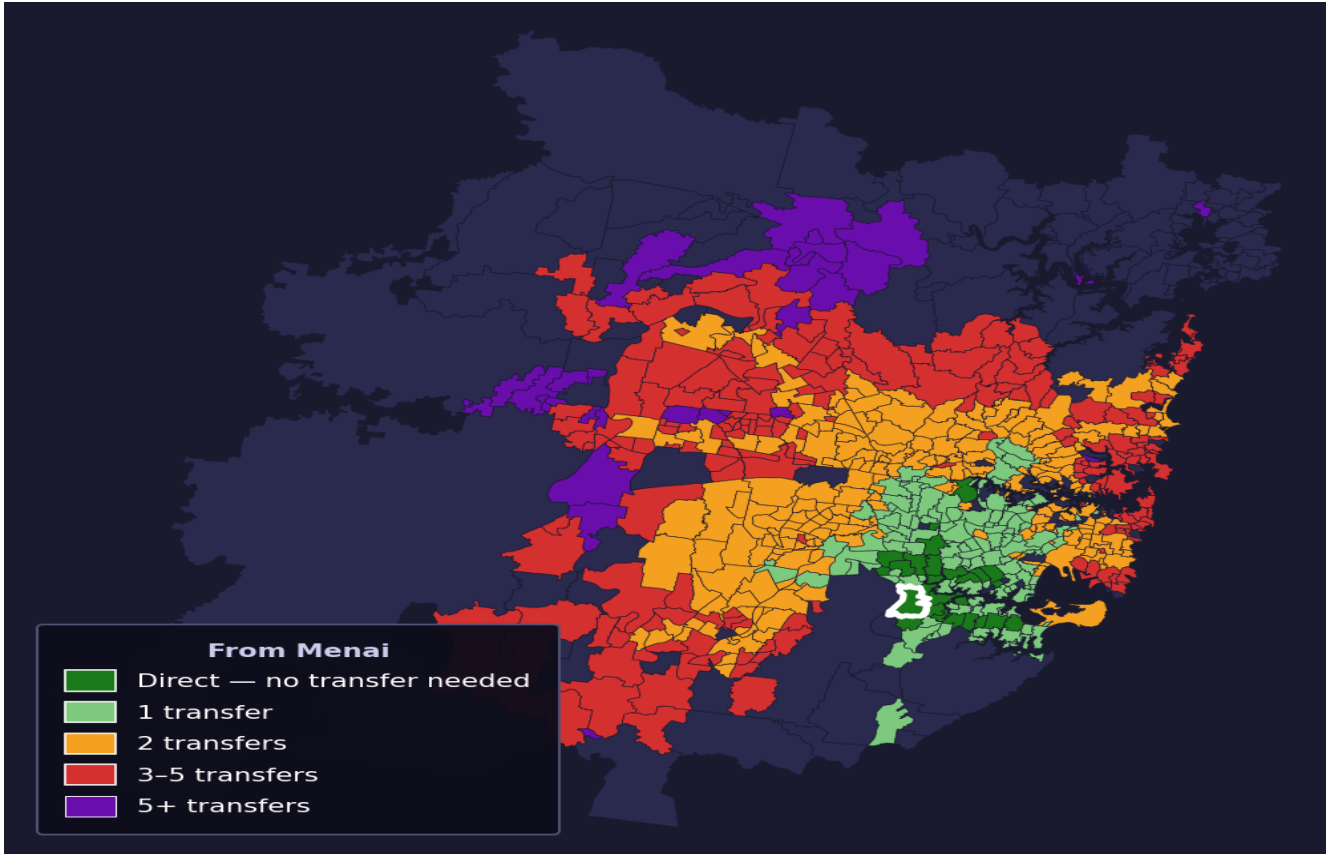 From Menai
Direct — no transfer needed
1 transfer
2 transfers
3–5 transfers
5+ transfers